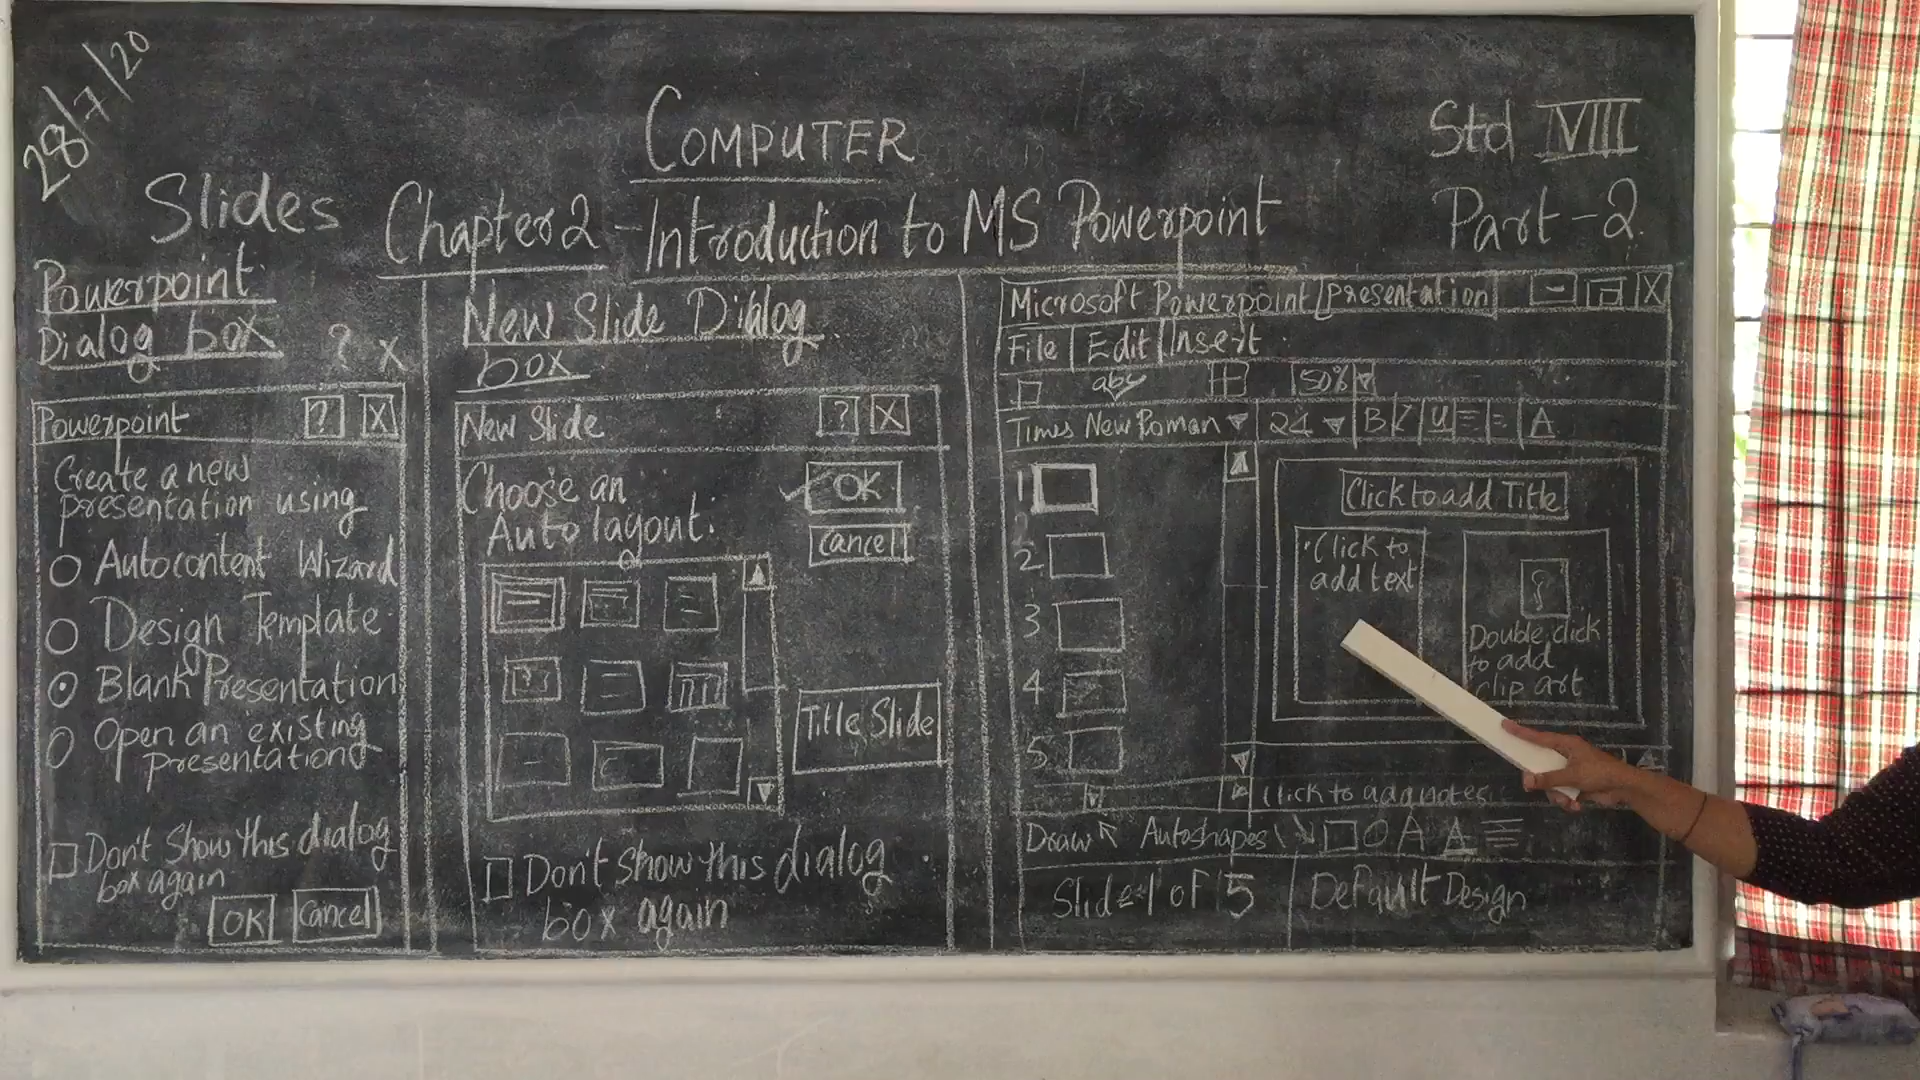 28/7/20
COMPUTER
Std VIII
Slides Chapter 2 - Introduction to MS Powerpoint
Part - 2
Powerpoint
Dialog box
? X
Powerpoint ? X
Create a new
presentation using
Autocontent Wizard
Design Template
Blank Presentation
Open an existing
presentation
Don't show this dialog
box again
OK Cancel
New Slide Dialog
box
New Slide ? X
Choose an
Auto layout:
OK
Cancel
Title Slide
Don't show this dialog
box again
Microsoft Powerpoint [presentation] X
File Edit Insert
abc 50%
Times New Roman 24 B I U A
1
2
3
4
5
Click to add Title
Click to
add text
?
Double click
to add
clip art
Click to add notes
Draw Autoshapes \ A A
Slide 1 of 5 Default Design